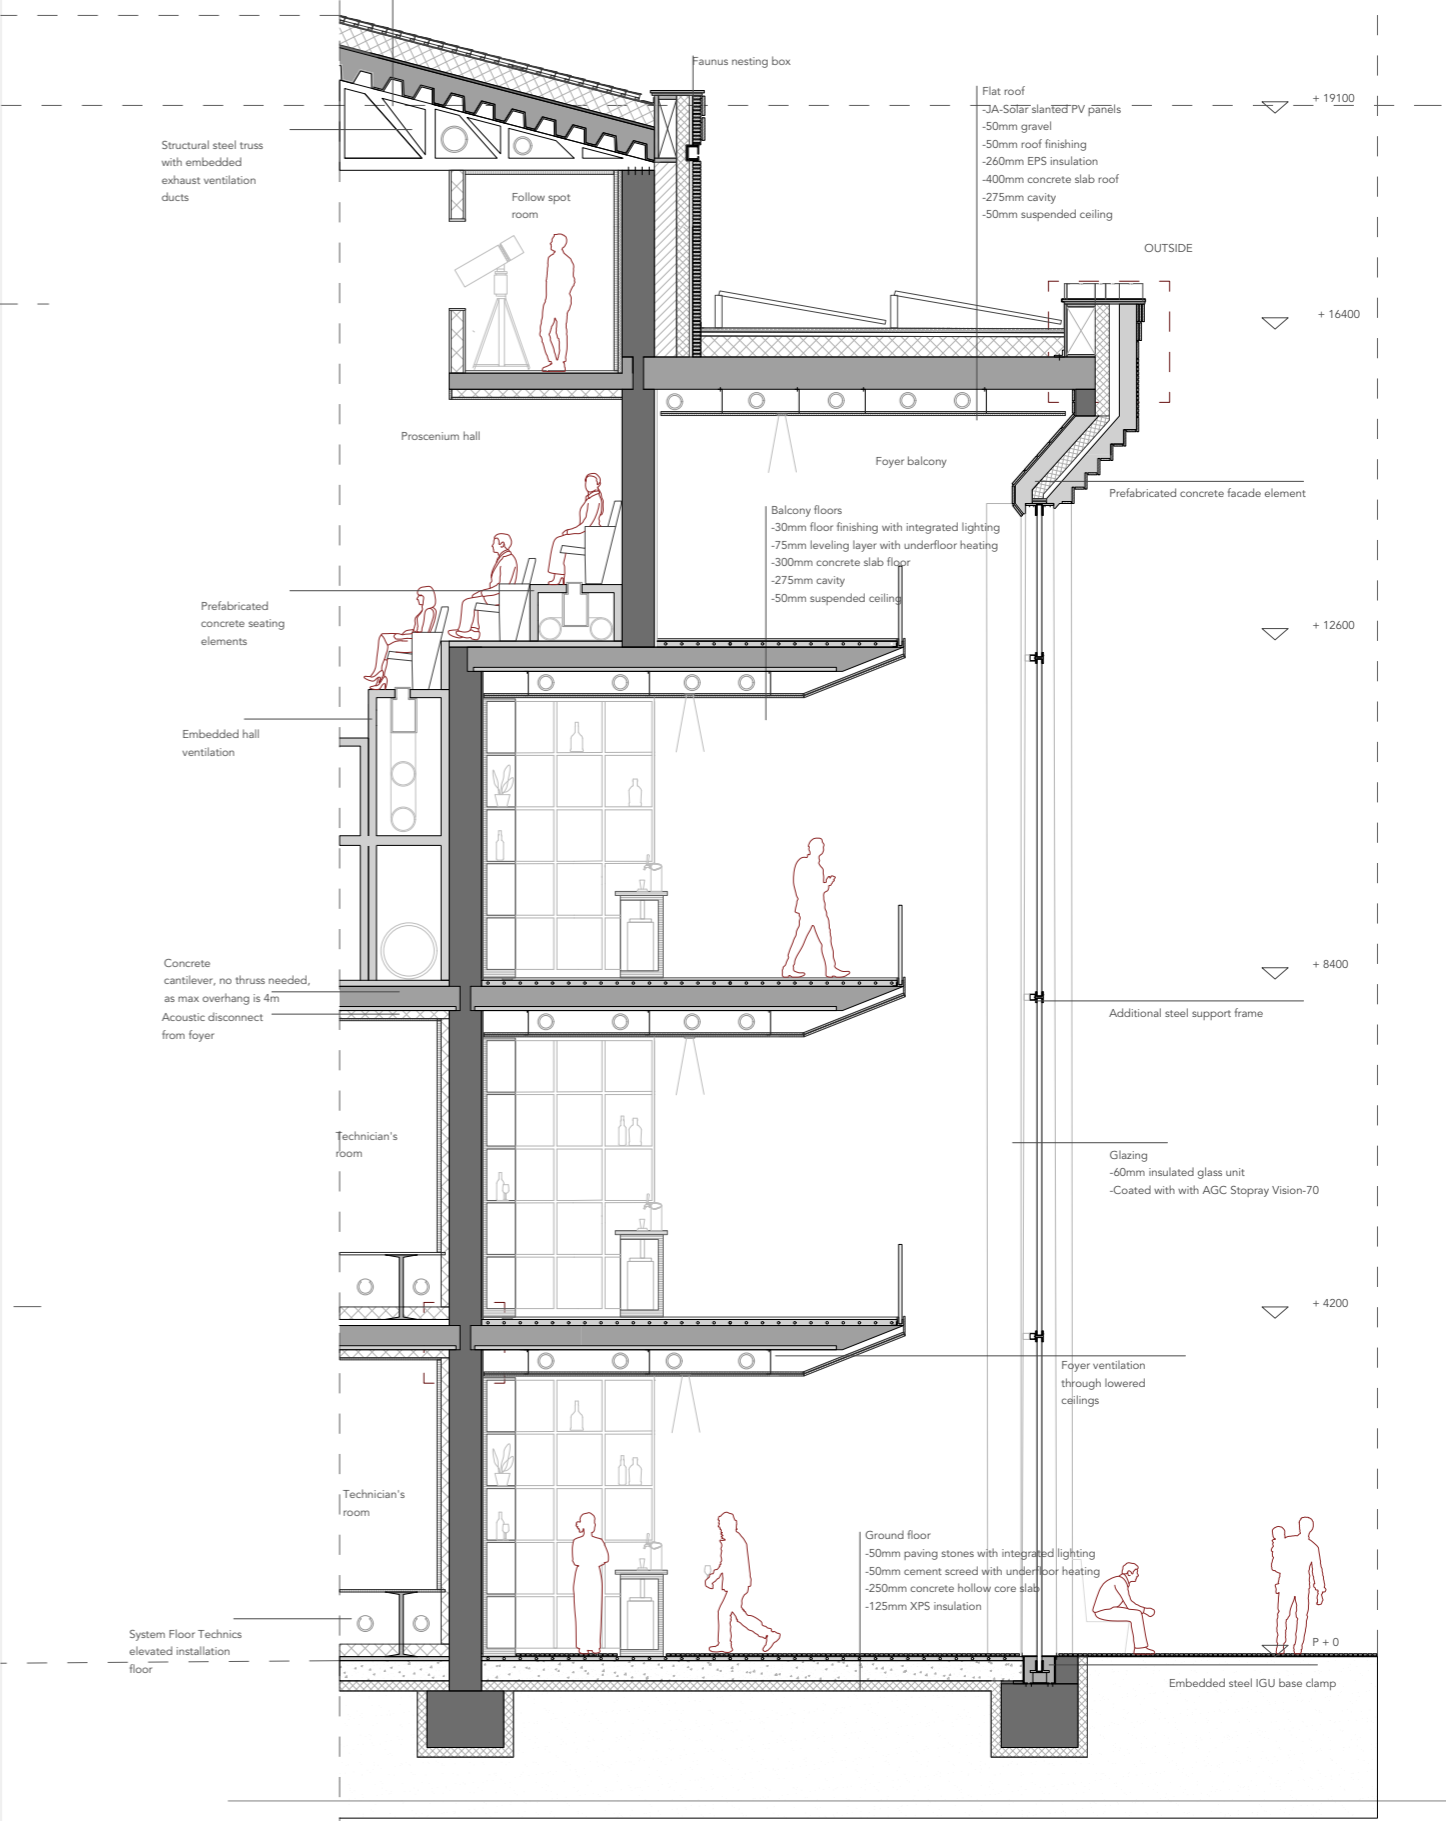 Faunus nesting box
Flat roof
-JA-Solar slanted PV panels
-50mm gravel
-50mm roof finishing
-260mm EPS insulation
-400mm concrete slab roof
-275mm cavity
-50mm suspended ceiling
+ 19100
Structural steel truss
with embedded
exhaust ventilation
ducts
Follow spot
room
OUTSIDE
+ 16400
Proscenium hall
Foyer balcony
Prefabricated concrete facade element
Balcony floors
-30mm floor finishing with integrated lighting
-75mm leveling layer with underfloor heating
-300mm concrete slab floor
-275mm cavity
-50mm suspended ceiling
Prefabricated
concrete seating
elements
+ 12600
Embedded hall
ventilation
Concrete
cantilever, no thruss needed,
as max overhang is 4m
Acoustic disconnect
from foyer
+ 8400
Additional steel support frame
Technician's
room
Glazing
-60mm insulated glass unit
-Coated with with AGC Stopray Vision-70
+ 4200
Foyer ventilation
through lowered
ceilings
Technician's
room
Ground floor
-50mm paving stones with integrated lighting
-50mm cement screed with underfloor heating
-250mm concrete hollow core slab
-125mm XPS insulation
System Floor Technics
elevated installation
floor
P + 0
Embedded steel IGU base clamp